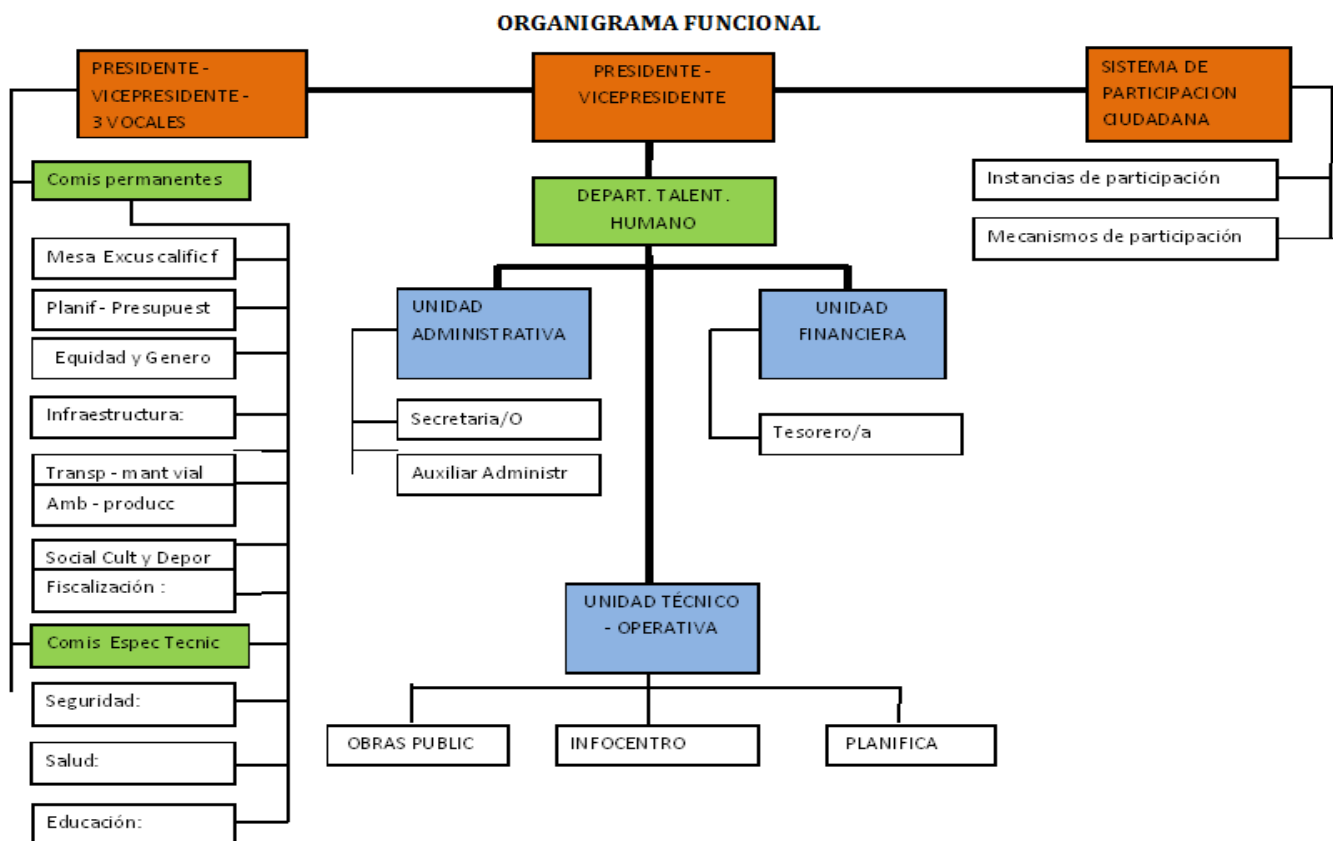 ORGANIGRAMA FUNCIONAL
PRESIDENTE -
VICEPRESIDENTE -
3 VOCALES
PRESIDENTE -
VICEPRESIDENTE
SISTEMA DE
PARTICIPACION
CIUDADANA
Comis permanentes
Mesa Excus calific f
Planif - Presupuest
Equidad y Genero
Infraestructura:
Transp - mant vial
Amb - producc
Social Cult y Depor
Fiscalización :
Comis Espec Tecnic
Seguridad:
Salud:
Educación:
DEPART. TALENT.
HUMANO
UNIDAD
ADMINISTRATIVA
Secretaria/O
Auxiliar Administr
UNIDAD
FINANCIERA
Tesorero/a
UNIDAD TÉCNICO
- OPERATIVA
OBRAS PUBLIC
INFOCENTRO
PLANIFICA
Instancias de participación
Mecanismos de participación